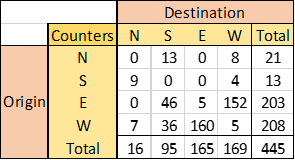 Destination
Counters N S E W Total
N 0 13 0 8 21
S 9 0 0 4 13
Origin E 0 46 5 152 203
W 7 36 160 5 208
Total 16 95 165 169 445